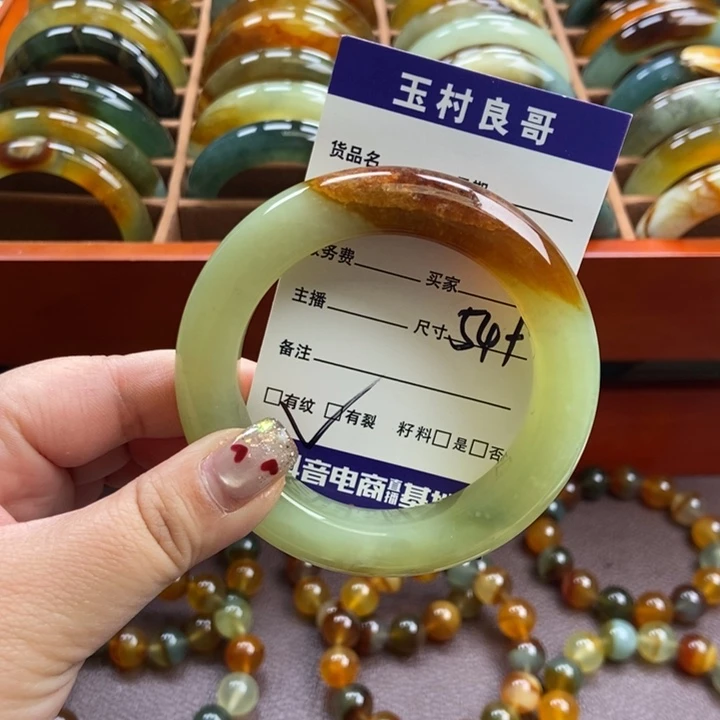 玉村良哥
货品名
务费 买家
主播 尺寸 54+
备注
□有纹 □有裂 籽料□是□否
音电商直播基地